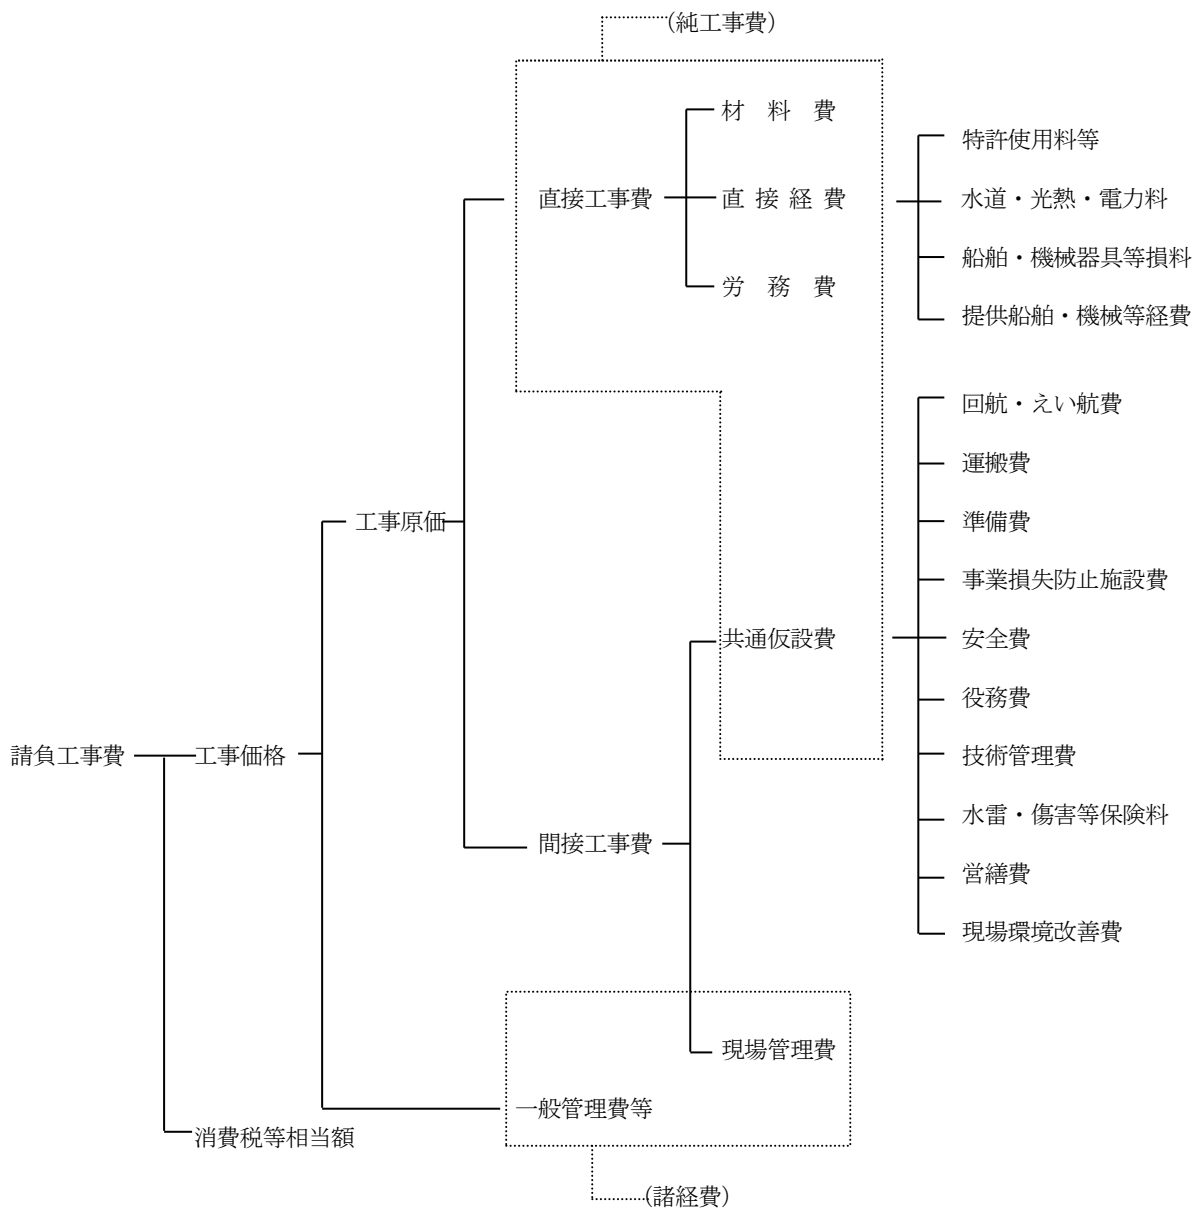 (純工事費)
材　料　費
特許使用料等
直接工事費
直 接 経 費
水道・光熱・電力料
船舶・機械器具等損料
労　務　費
提供船舶・機械等経費
回航・えい航費
運搬費
工事原価
準備費
事業損失防止施設費
共通仮設費
安全費
役務費
請負工事費
工事価格
技術管理費
水雷・傷害等保険料
間接工事費
営繕費
現場環境改善費
現場管理費
一般管理費等
消費税等相当額
(諸経費)